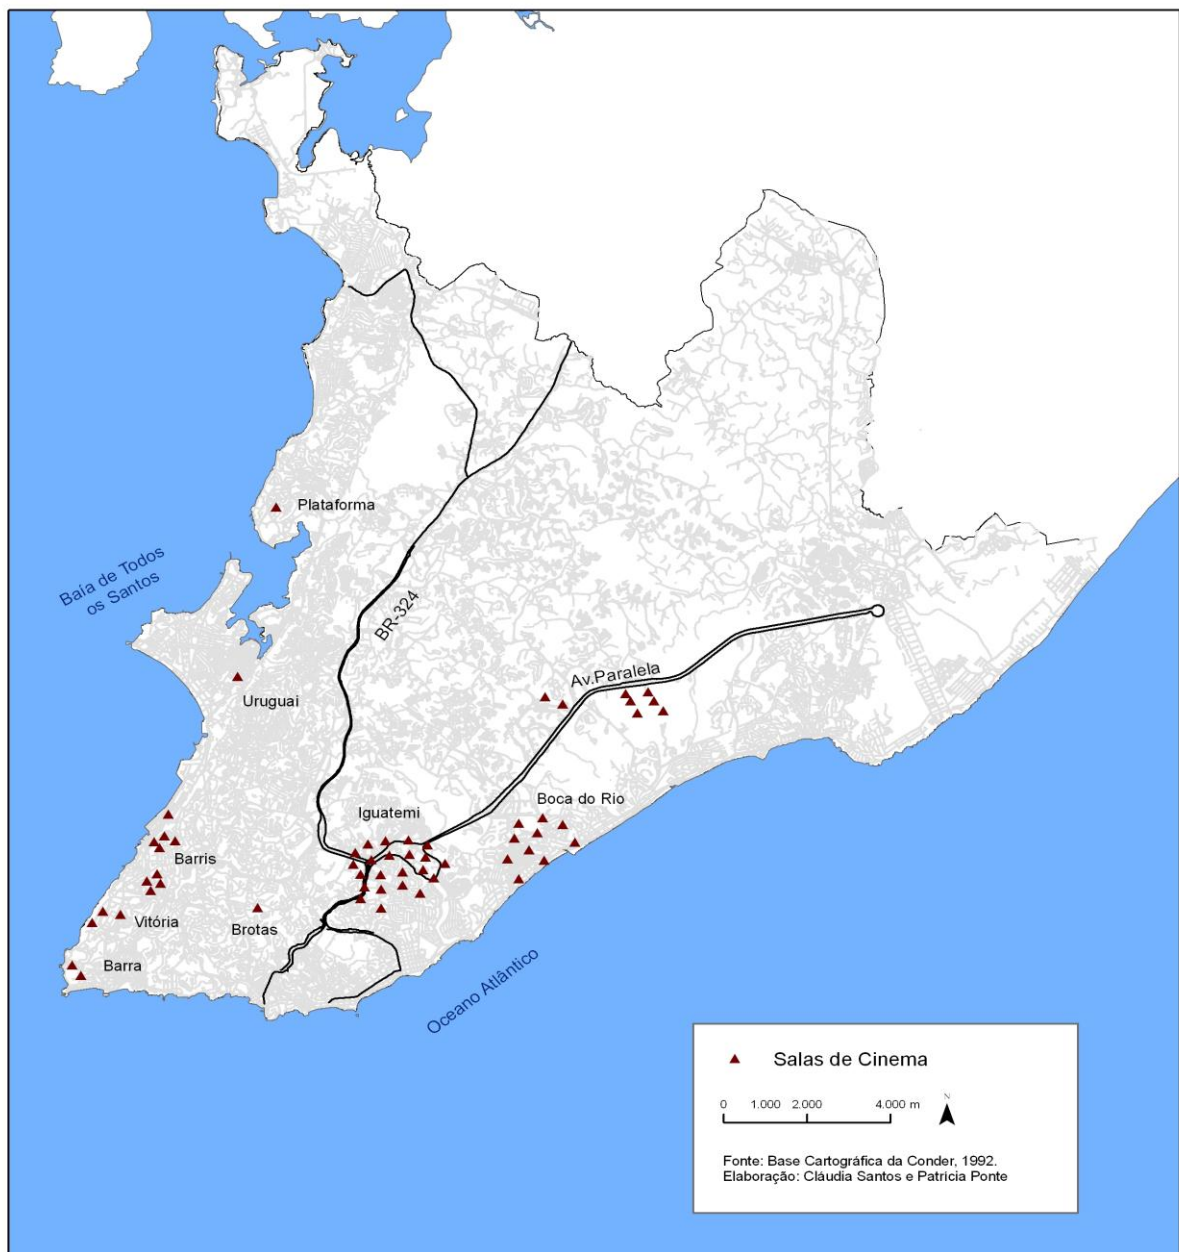 Plataforma
Baía de Todos
os Santos
BR-324
Av.Paralela
Uruguai
Boca do Rio
Iguatemi
Barris
Vitória
Brotas
Barra
Oceano Atlântico
Salas de Cinema
0 1.000 2.000 4.000 m
N
Fonte: Base Cartográfica da Conder, 1992.
Elaboração: Cláudia Santos e Patricia Ponte